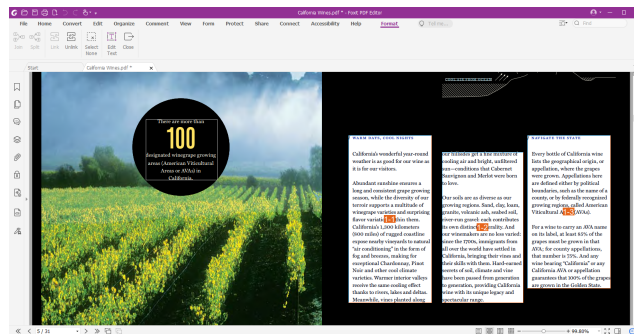 California Wines.pdf * - Foxit PDF Editor
File Home Convert Edit Organize Comment View Form Protect Share Connect Accessibility Help Format Find
Join Split Link Unlink Select None Edit Text Close
Start California Wines.pdf *
There are more than
100
designated winegrape growing
areas (American Viticultural
Areas or AVAs) in
California.
WARM DAYS, COOL NIGHTS
California's wonderful year-round
weather is as good for our wine as
it is for our visitors.
Abundant sunshine ensures a
long and consistent grape growing
season, while the diversity of our
terroir supports a multitude of
winegrape varieties and surprising
flavor variati 1-1 thin them.
California's 1,300 kilometers
(800 miles) of rugged coastline
expose nearby vineyards to natural
"air conditioning" in the form of
fog and breezes, making for
exceptional Chardonnay, Pinot
Noir and other cool climate
varieties. Warmer interior valleys
receive the same cooling effect
thanks to rivers, lakes and deltas.
Meanwhile, vines planted along
our hillsides get a fine mixture of
cooling air and bright, unfiltered
sun—conditions that Cabernet
Sauvignon and Merlot were born
to love.
Our soils are as diverse as our
growing regions. Sand, clay, loam,
granite, volcanic ash, seabed soil,
river-run gravel: each contributes
its own distinct 1-2 erality. And
our winemakers are no less varied:
since the 1700s, immigrants from
all over the world have settled in
California, bringing their vines and
their skills with them. Hard-earned
secrets of soil, climate and vine
have been passed from generation
to generation, providing California
wine with its unique legacy and
spectacular range.
NAVIGATE THE STATE
Every bottle of California wine
lists the geographical origin, or
appellation, where the grapes
were grown. Appellations here
are defined either by political
boundaries, such as the name of a
county, or by federally recognized
growing regions, called American
Viticultural A 1-3 (AVAs).
For a wine to carry an AVA name
on its label, at least 85% of the
grapes must be grown in that
AVA; for county appellations,
that number is 75%. And any
wine bearing "California" or any
California AVA or appellation
guarantees that 100% of the grapes
are grown in the Golden State.
5 / 31
99.80%